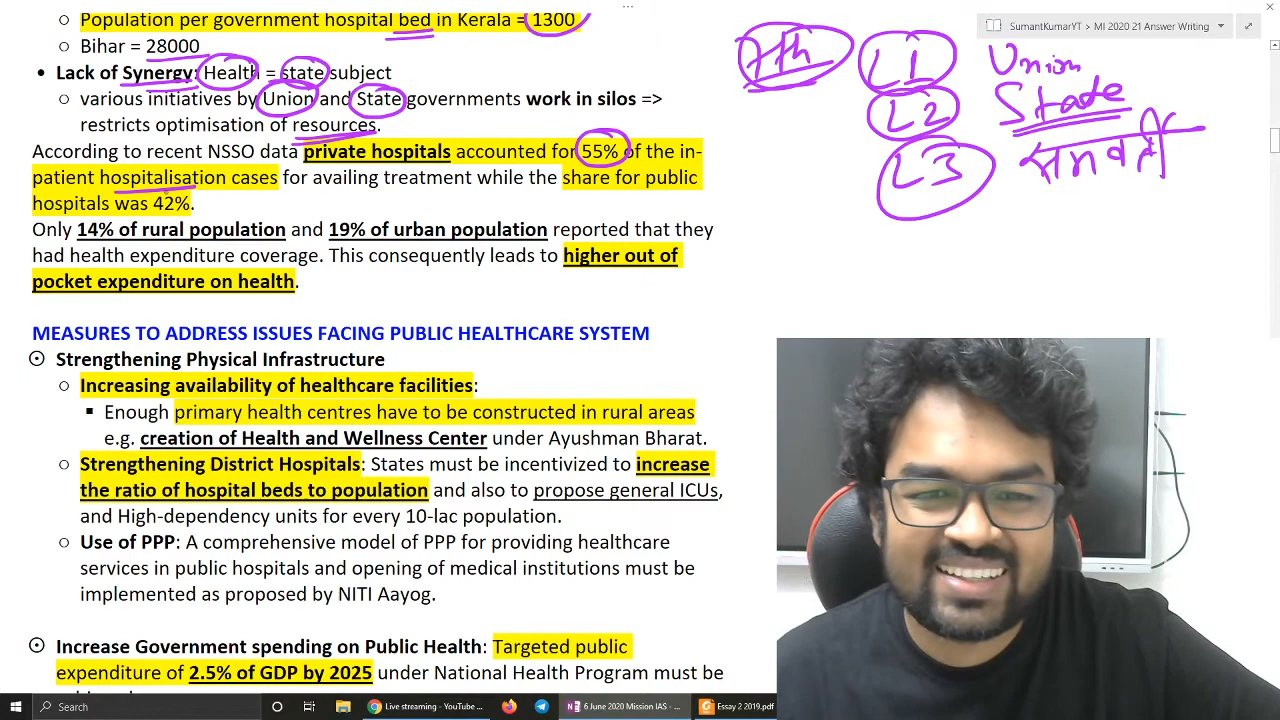 Population per government hospital bed in Kerala = 1300
Bihar = 28000
Lack of Synergy: Health = state subject
various initiatives by Union and State governments work in silos =>
restricts optimisation of resources.
According to recent NSSO data private hospitals accounted for 55% of the in-
patient hospitalisation cases for availing treatment while the share for public
hospitals was 42%.
Only 14% of rural population and 19% of urban population reported that they
had health expenditure coverage. This consequently leads to higher out of
pocket expenditure on health.
MEASURES TO ADDRESS ISSUES FACING PUBLIC HEALTHCARE SYSTEM
Strengthening Physical Infrastructure
Increasing availability of healthcare facilities:
Enough primary health centres have to be constructed in rural areas
e.g. creation of Health and Wellness Center under Ayushman Bharat.
Strengthening District Hospitals: States must be incentivized to increase
the ratio of hospital beds to population and also to propose general ICUs,
and High-dependency units for every 10-lac population.
Use of PPP: A comprehensive model of PPP for providing healthcare
services in public hospitals and opening of medical institutions must be
implemented as proposed by NITI Aayog.
Increase Government spending on Public Health: Targeted public
expenditure of 2.5% of GDP by 2025 under National Health Program must be
SumantKumarYT > MI 2020 21 Answer Writing
7th L1 Union
L2 State
L3 समवर्ती
Search
Live streaming - YouTube ...
6 June 2020 Mission IAS - ...
Essay 2 2019.pdf